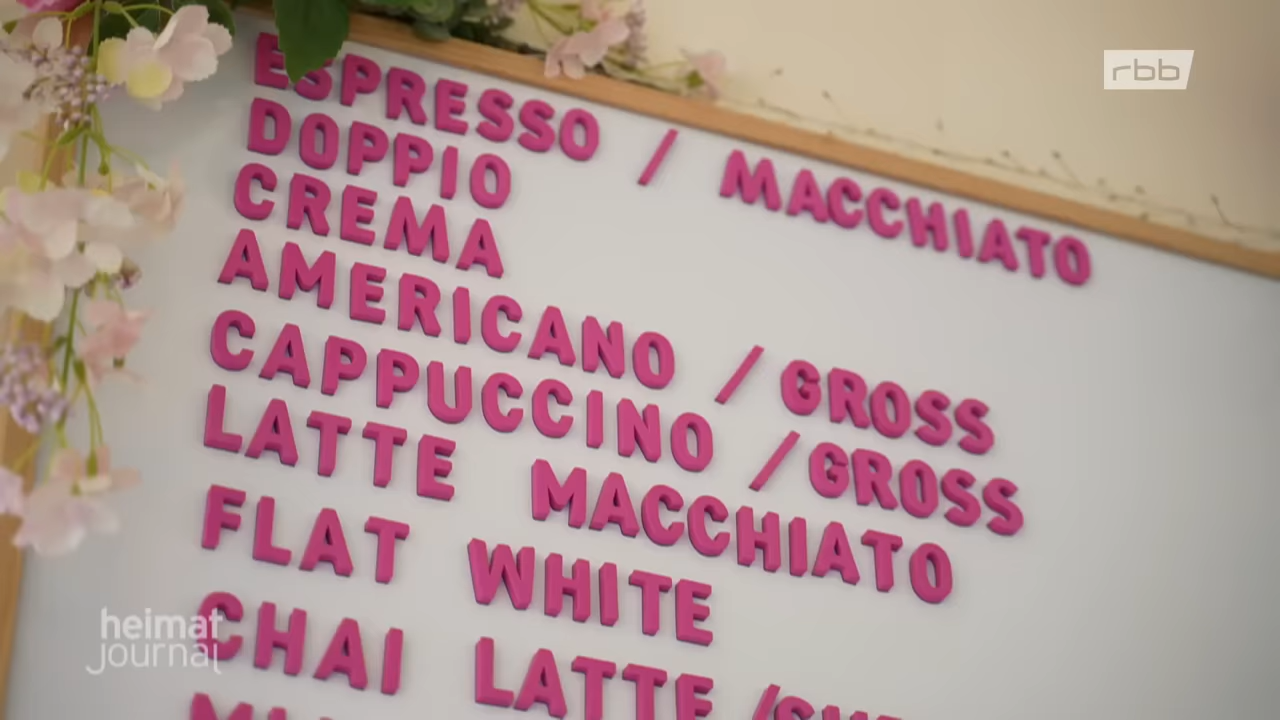 rbb
ESPRESSO / MACCHIATO
DOPPIO
CREMA
AMERICANO / GROSS
CAPPUCCINO / GROSS
LATTE MACCHIATO
FLAT WHITE
CHAI LATTE /
heimat
journal